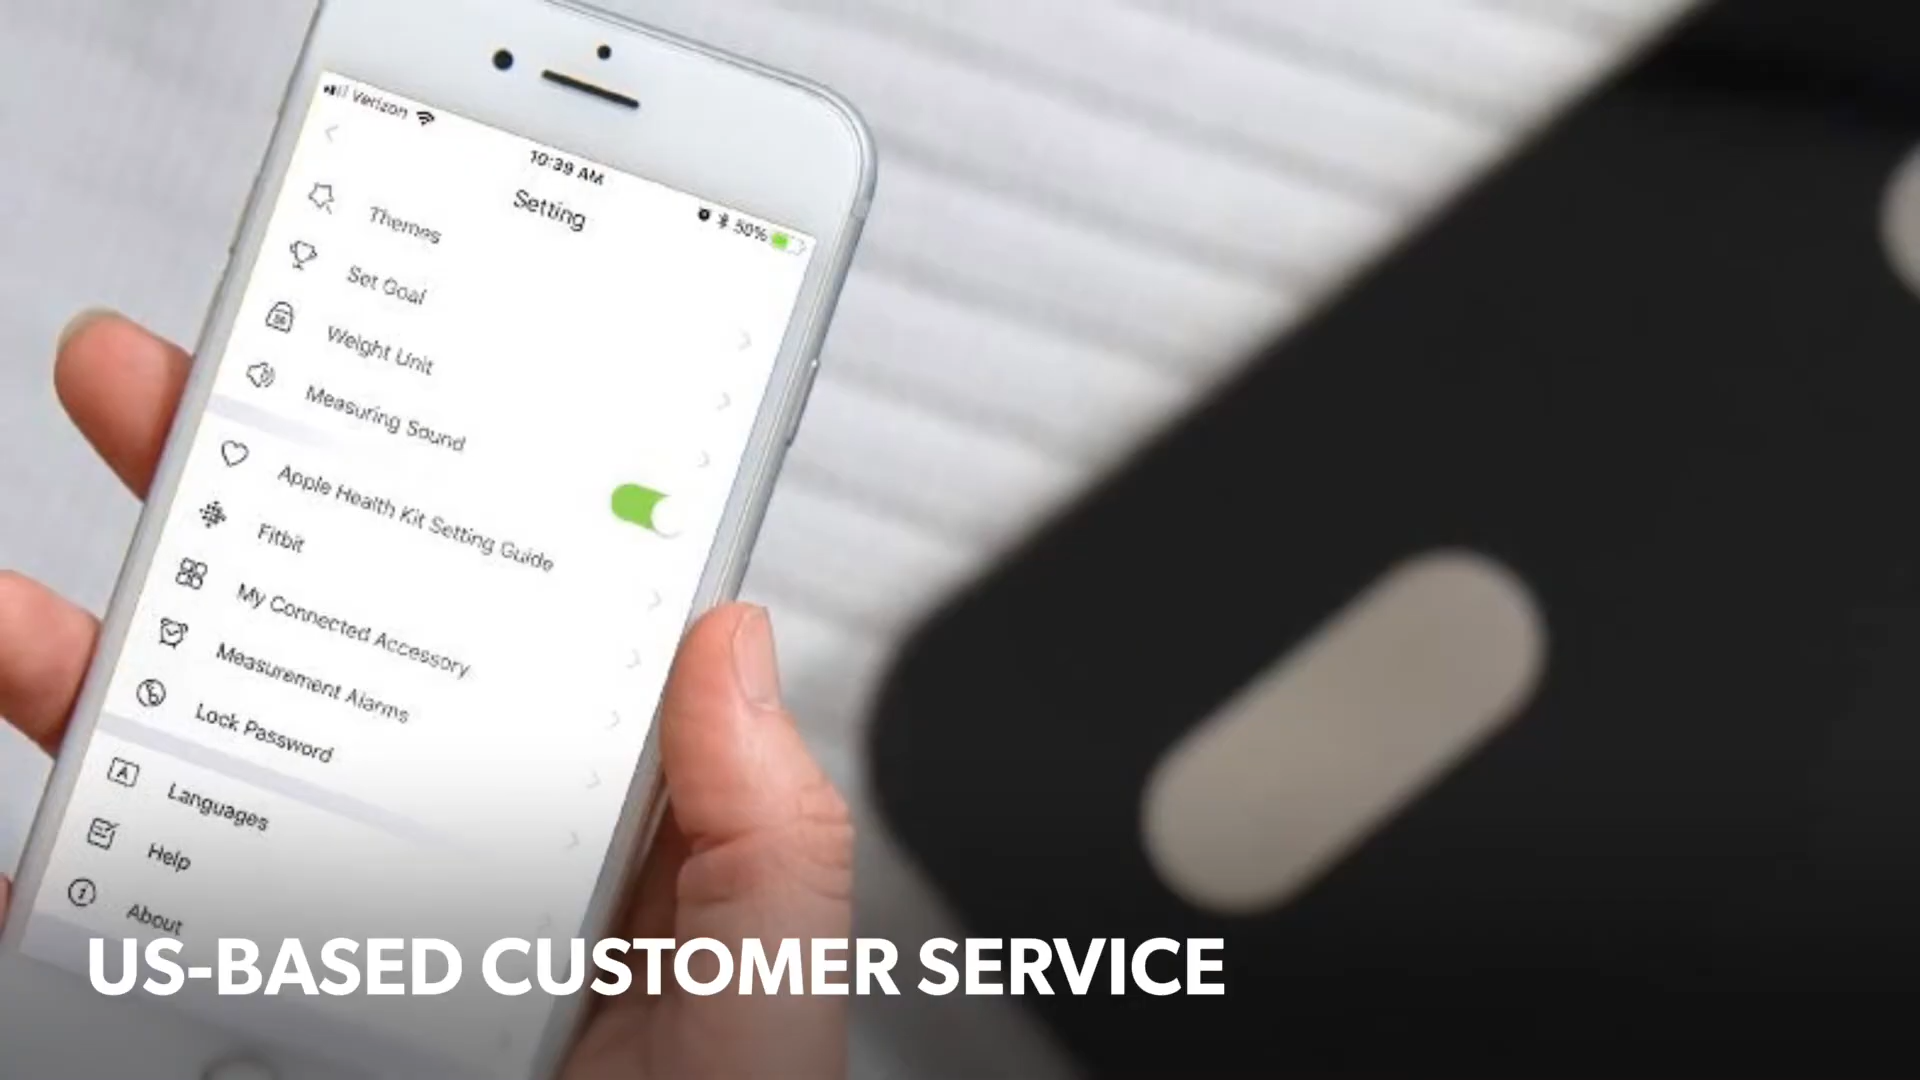 Verizon
10:39 AM
50%
Setting
Themes
Set Goal
Weight Unit
Measuring Sound
Apple Health Kit Setting Guide
Fitbit
My Connected Accessory
Measurement Alarms
Lock Password
Languages
Help
About
US-BASED CUSTOMER SERVICE